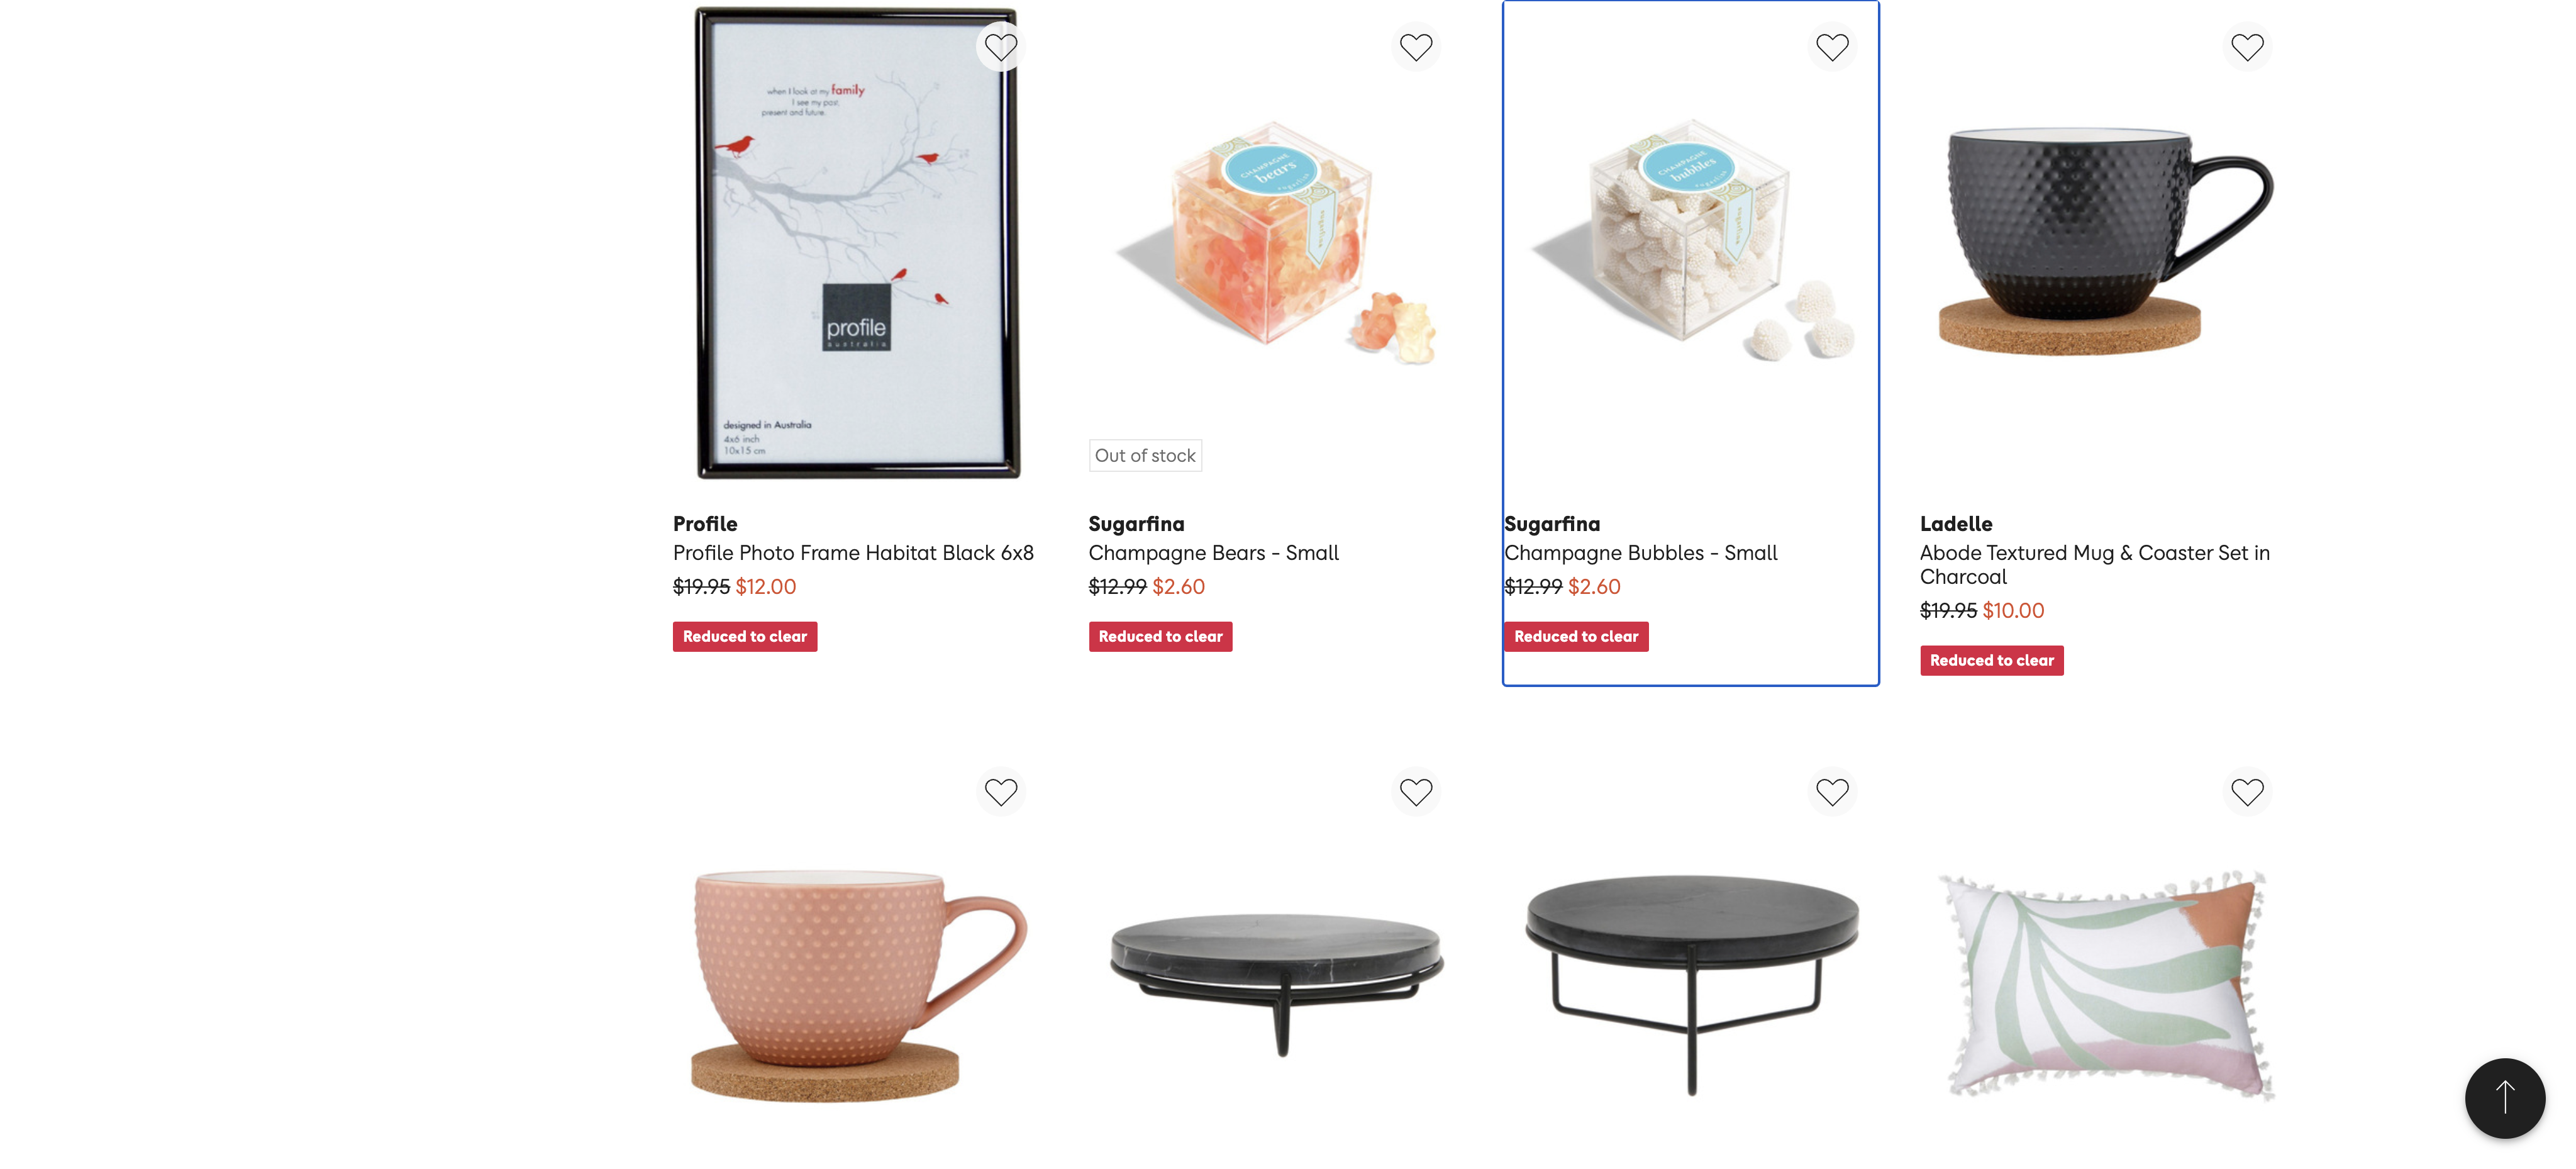 when I look at my family
I see my past,
present and future.
profile
australia
designed in Australia
4x6 inch
10x15 cm
CHAMPAGNE
bears
sugarfina
sugarfina
CHAMPAGNE
bubbles
sugarfina
sugarfina
Out of stock
Profile
Profile Photo Frame Habitat Black 6x8
$19.95 $12.00
Reduced to clear
Sugarfina
Champagne Bears - Small
$12.99 $2.60
Reduced to clear
Sugarfina
Champagne Bubbles - Small
$12.99 $2.60
Reduced to clear
Ladelle
Abode Textured Mug & Coaster Set in
Charcoal
$19.95 $10.00
Reduced to clear